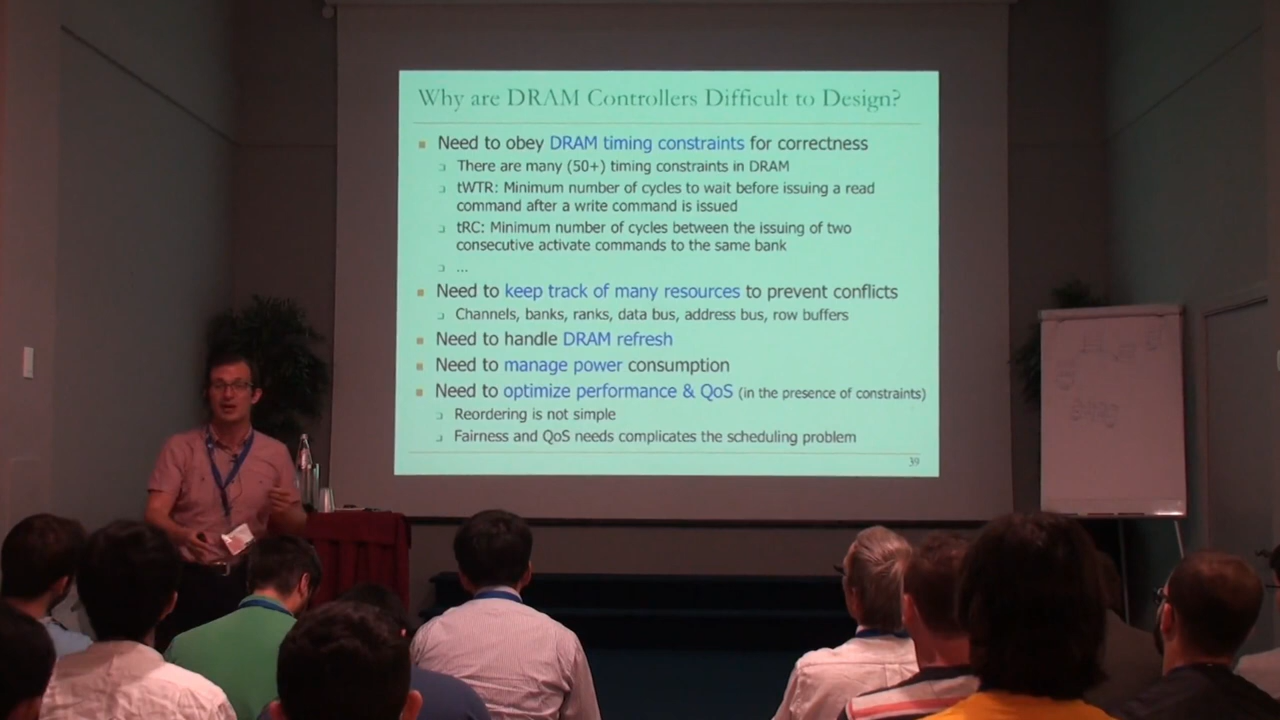 Why are DRAM Controllers Difficult to Design?
Need to obey DRAM timing constraints for correctness
There are many (50+) timing constraints in DRAM
tWTR: Minimum number of cycles to wait before issuing a read
command after a write command is issued
tRC: Minimum number of cycles between the issuing of two
consecutive activate commands to the same bank
...
Need to keep track of many resources to prevent conflicts
Channels, banks, ranks, data bus, address bus, row buffers
Need to handle DRAM refresh
Need to manage power consumption
Need to optimize performance & QoS (in the presence of constraints)
Reordering is not simple
Fairness and QoS needs complicates the scheduling problem
39